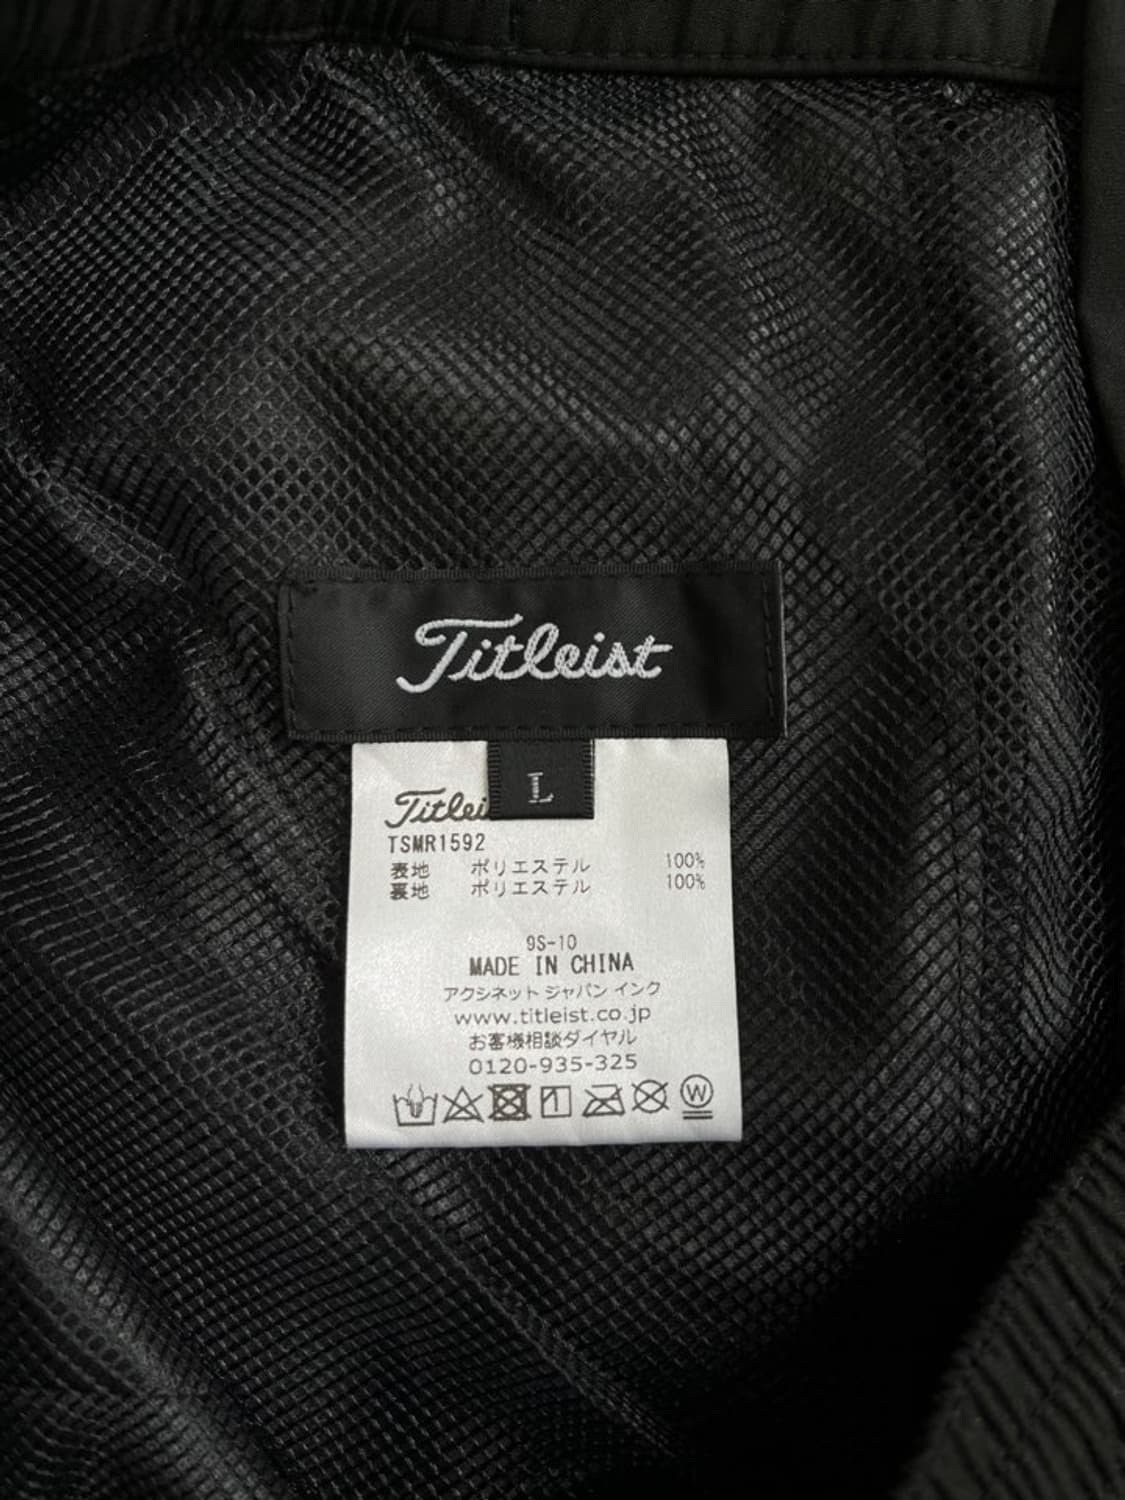 Titleist
L
Titlei
TSMR1592
表地 ポリエステル 100%
裏地 ポリエステル 100%
9S-10
MADE IN CHINA
アクシネット ジャパン インク
www.titleist.co.jp
お客様相談ダイヤル
0120-935-325
W